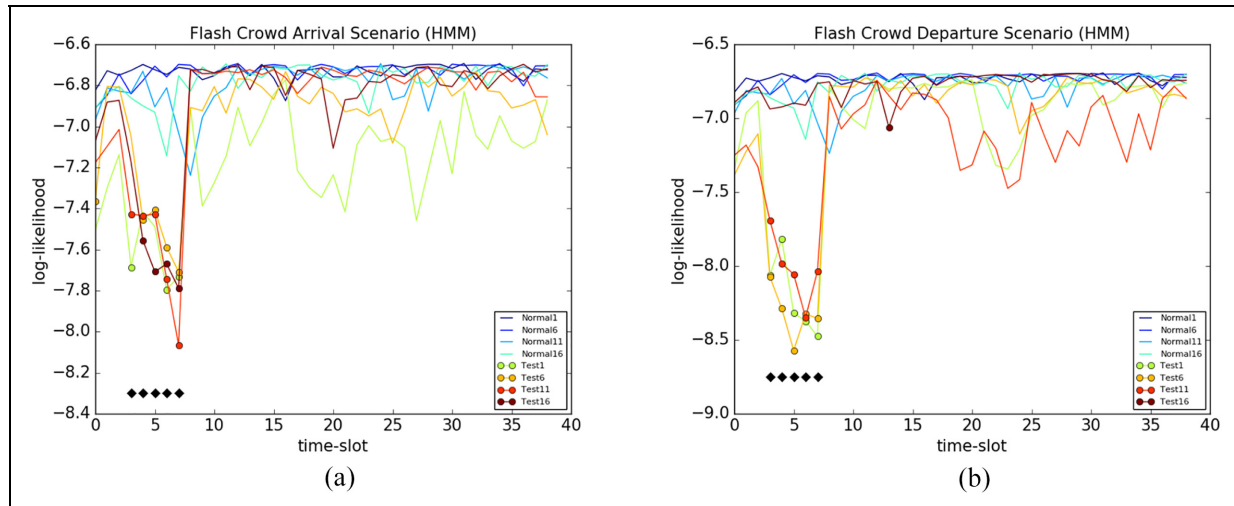 Flash Crowd Arrival Scenario (HMM)
−6.6
−6.8
−7.0
−7.2
−7.4
−7.6
−7.8
−8.0
−8.2
−8.4
log-likelihood
0 5 10 15 20 25 30 35 40
time-slot
Normal1
Normal6
Normal11
Normal16
Test1
Test6
Test11
Test16
(a)
Flash Crowd Departure Scenario (HMM)
−6.5
−7.0
−7.5
−8.0
−8.5
−9.0
log-likelihood
0 5 10 15 20 25 30 35 40
time-slot
Normal1
Normal6
Normal11
Normal16
Test1
Test6
Test11
Test16
(b)